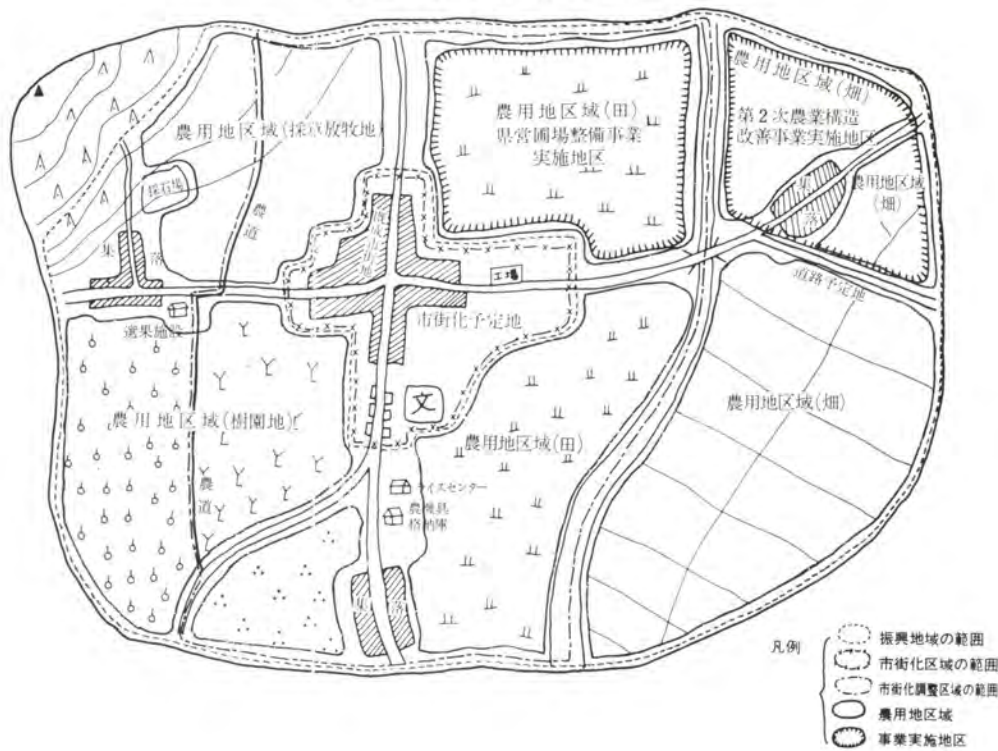 農用地区域(採草放牧地)
採石場
農道
集落
選果施設
農用地区域(樹園地)
農道
既成市街地
工場
市街化予定地
文
農用地区域(田)
県営圃場整備事業
実施地区
農用地区域(畑)
第2次農業構造
改善事業実施地区
集落
農用地区域
(畑)
道路予定地
農用地区域(畑)
農用地区域(田)
ライスセンター
農機具
格納庫
集落
凡例
振興地域の範囲
市街化区域の範囲
市街化調整区域の範囲
農用地区域
事業実施地区